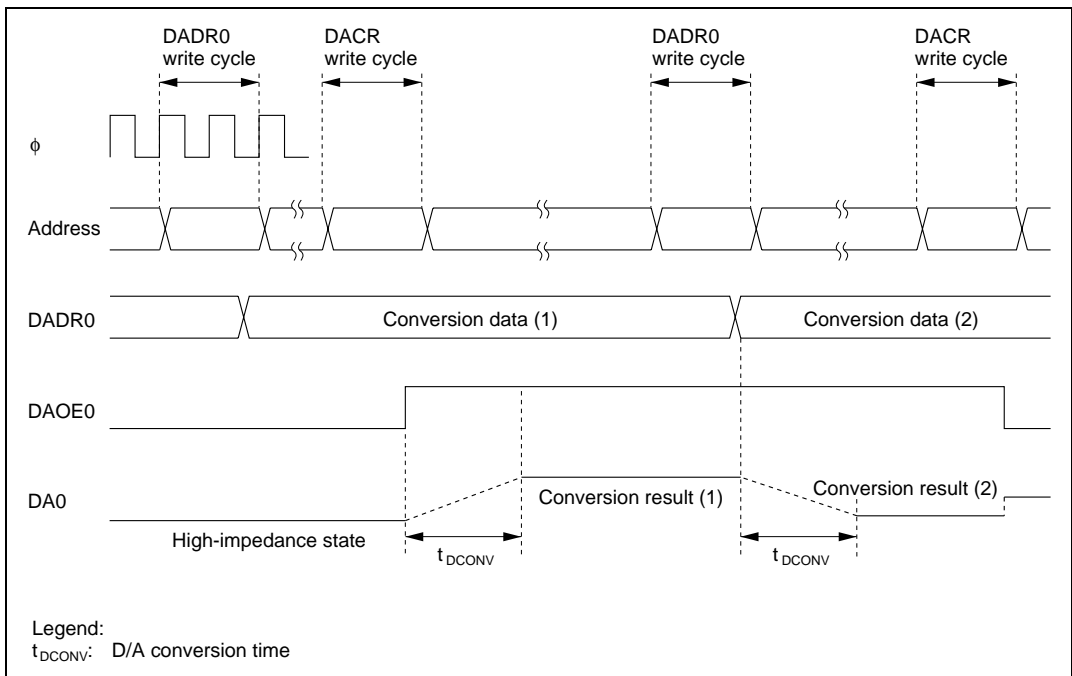 DADR0
write cycle
DACR
write cycle
DADR0
write cycle
DACR
write cycle
φ
Address
DADR0
Conversion data (1)
Conversion data (2)
DAOE0
DA0
Conversion result (1)
Conversion result (2)
High-impedance state
t DCONV
t DCONV
Legend:
tDCONV: D/A conversion time